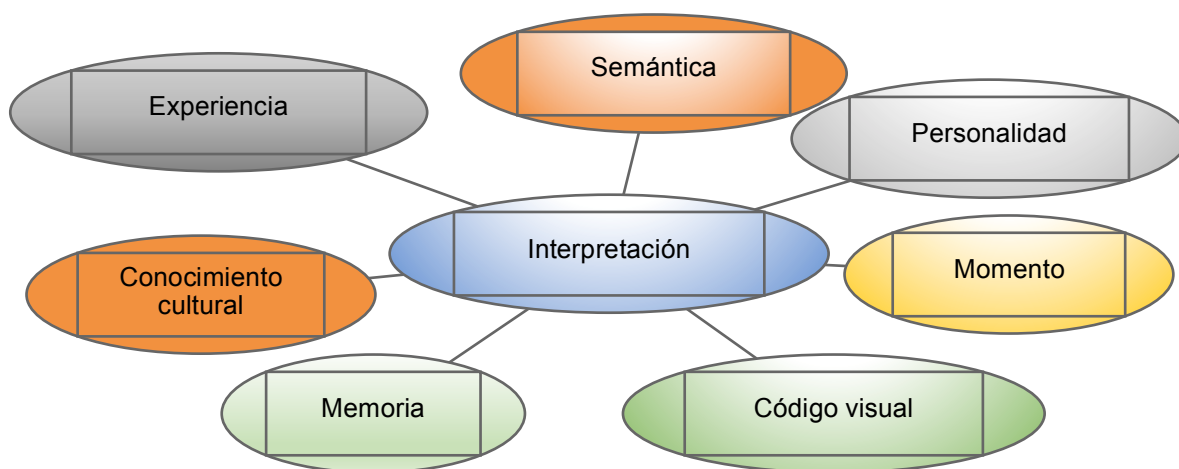 Semántica
Experiencia
Personalidad
Interpretación
Momento
Conocimiento
cultural
Memoria
Código visual